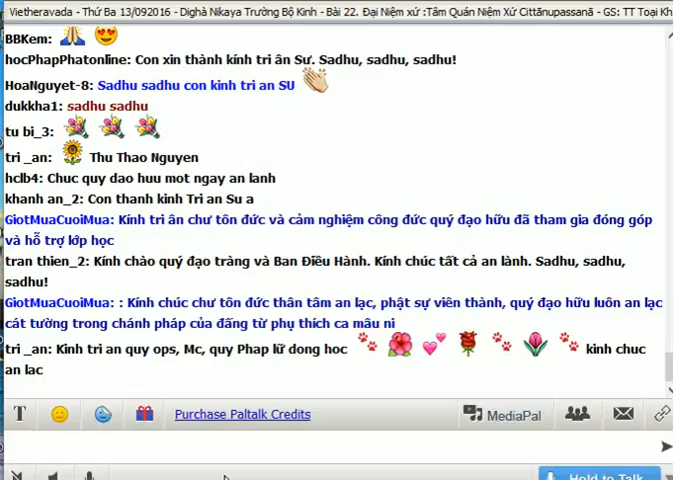 Vietheravada - Thứ Ba 13/092016 - Dighà Nikaya Trường Bộ Kinh - Bài 22. Đại Niệm xứ :Tâm Quán Niệm Xứ Cittānupassanā - GS: TT Toại Kh
BBKem:
hocPhapPhatonline: Con xin thành kính tri ân Sư. Sadhu, sadhu, sadhu!
HoaNguyet-8: Sadhu sadhu con kinh tri an SU
dukkha1: sadhu sadhu
tu bi_3:
tri _an: Thu Thao Nguyen
hclb4: Chuc quy dao huu mot ngay an lanh
khanh an_2: Con thanh kinh Tri an Su a
GiotMuaCuoiMua: Kính tri ân chư tôn đức và cảm nghiệm công đức quý đạo hữu đã tham gia đóng góp
và hỗ trợ lớp học
tran thien_2: Kính chào quý đạo tràng và Ban Điều Hành. Kính chúc tất cả an lành. Sadhu, sadhu,
sadhu!
GiotMuaCuoiMua: : Kính chúc chư tôn đức thân tâm an lạc, phật sự viên thành, quý đạo hữu luôn an lạc
cát tường trong chánh pháp của đấng từ phụ thích ca mâu ni
tri _an: Kinh tri an quy ops, Mc, quy Phap lữ dong hoc kinh chuc
an lac
T Purchase Paltalk Credits MediaPal
Hold to Talk